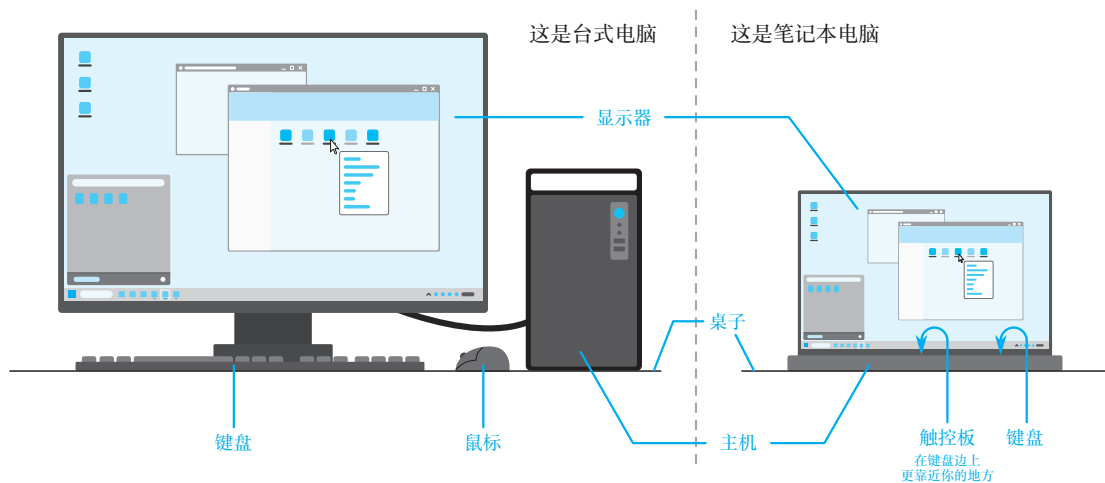 这是台式电脑
这是笔记本电脑
显示器
桌子
键盘
鼠标
主机
触控板
在键盘边上
更靠近你的地方
键盘